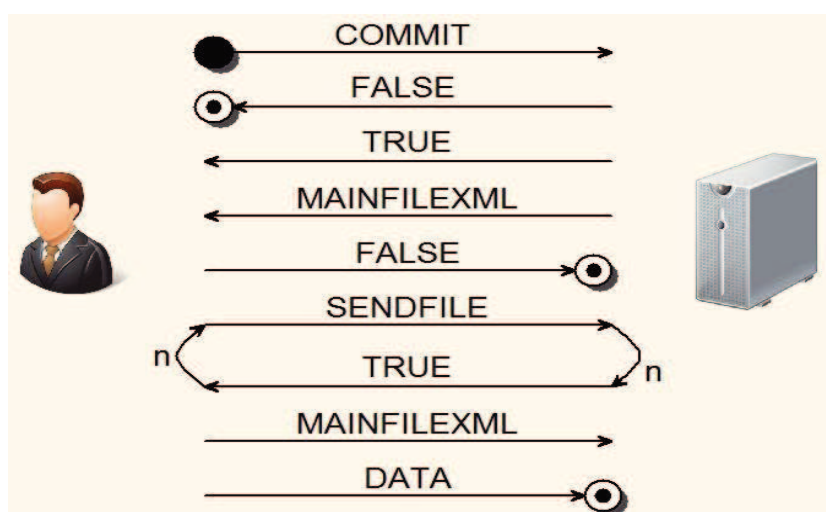 COMMIT
FALSE
TRUE
MAINFILEXML
FALSE
SENDFILE
n
TRUE
n
MAINFILEXML
DATA